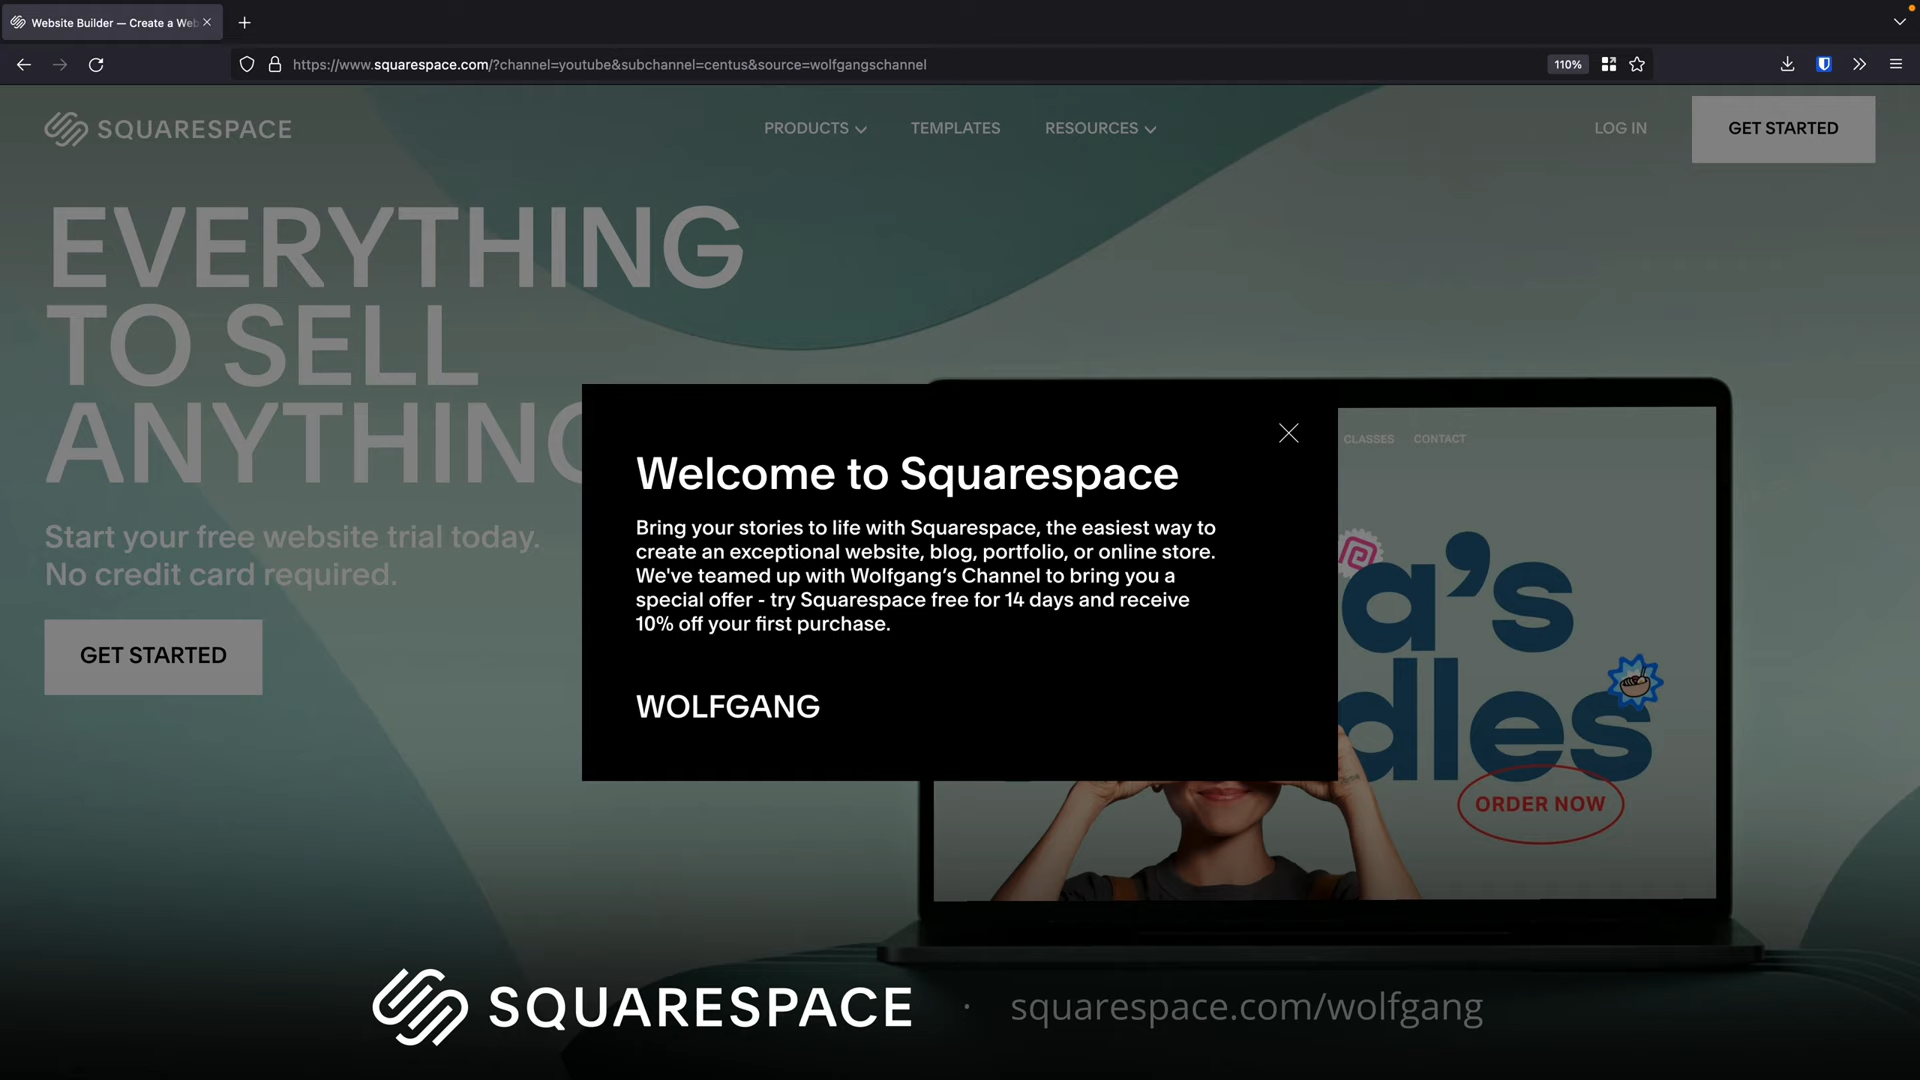 Website Builder — Create a Web
https://www.squarespace.com/?channel=youtube&subchannel=centus&source=wolfgangschannel
110%
SQUARESPACE
PRODUCTS
TEMPLATES
RESOURCES
LOG IN
GET STARTED
EVERYTHING
TO SELL
ANYTHING
Start your free website trial today.
No credit card required.
GET STARTED
Welcome to Squarespace
Bring your stories to life with Squarespace, the easiest way to
create an exceptional website, blog, portfolio, or online store.
We've teamed up with Wolfgang’s Channel to bring you a
special offer - try Squarespace free for 14 days and receive
10% off your first purchase.
WOLFGANG
CLASSES CONTACT
a’s
dles
ORDER NOW
SQUARESPACE · squarespace.com/wolfgang